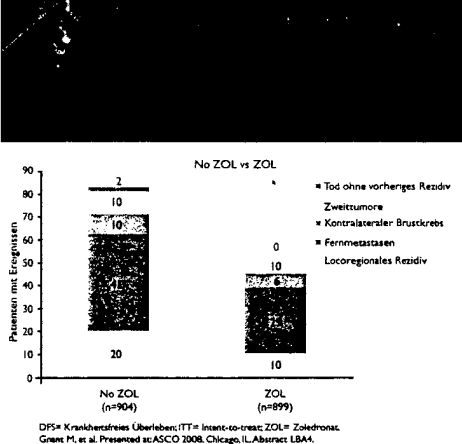 No ZOL vs ZOL
Patienten mit Ereignissen
90
80
70
60
50
40
30
20
10
0
2
10
10
20
0
10
6
10
Tod ohne vorheriges Rezidiv
Zweittumore
Kontralateraler Brustkrebs
Fernmetastasen
Locoregionales Rezidiv
No ZOL
(n=904)
ZOL
(n=899)
DFS= Krankheitsfreies Überleben; ITT= Intent-to-treat; ZOL= Zoledronat.
Gnant M, et al. Presented at: ASCO 2008. Chicago, IL. Abstract LBA4.